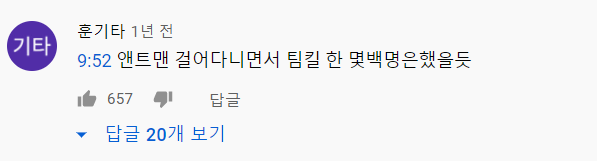 기타
훈기타 1년 전
9:52 앤트맨 걸어다니면서 팀킬 한 몇백명은했을듯
657 답글
답글 20개 보기